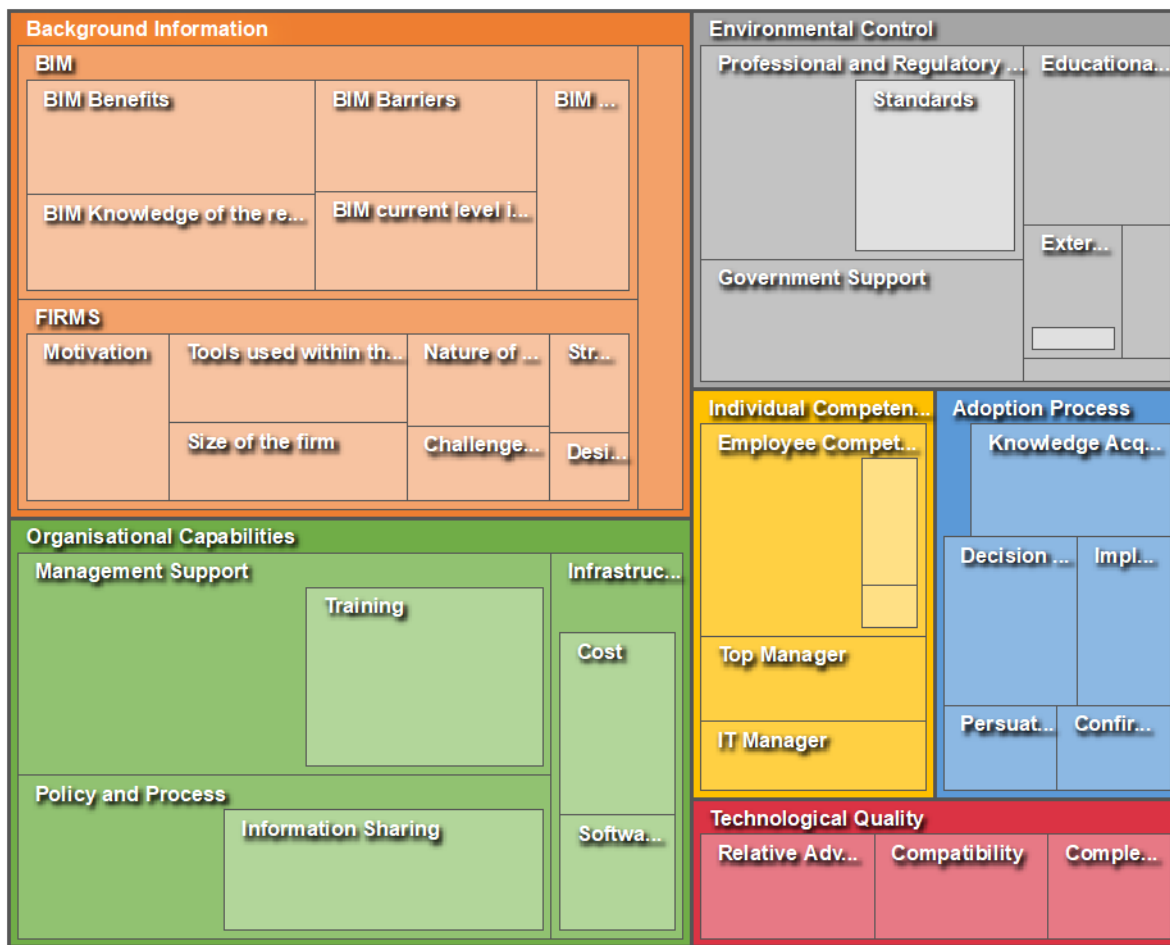 Background Information
BIM
BIM Benefits
BIM Barriers
BIM ...
BIM Knowledge of the re...
BIM current level i...
FIRMS
Motivation
Tools used within th...
Nature of ...
Str...
Size of the firm
Challenge...
Desi...
Organisational Capabilities
Management Support
Training
Infrastruc...
Cost
Policy and Process
Information Sharing
Softwa...
Environmental Control
Professional and Regulatory ...
Educationa...
Standards
Exter...
Government Support
Individual Competen...
Employee Compet...
Top Manager
IT Manager
Adoption Process
Knowledge Acq...
Decision ...
Impl...
Persuat...
Confir...
Technological Quality
Relative Adv...
Compatibility
Comple...